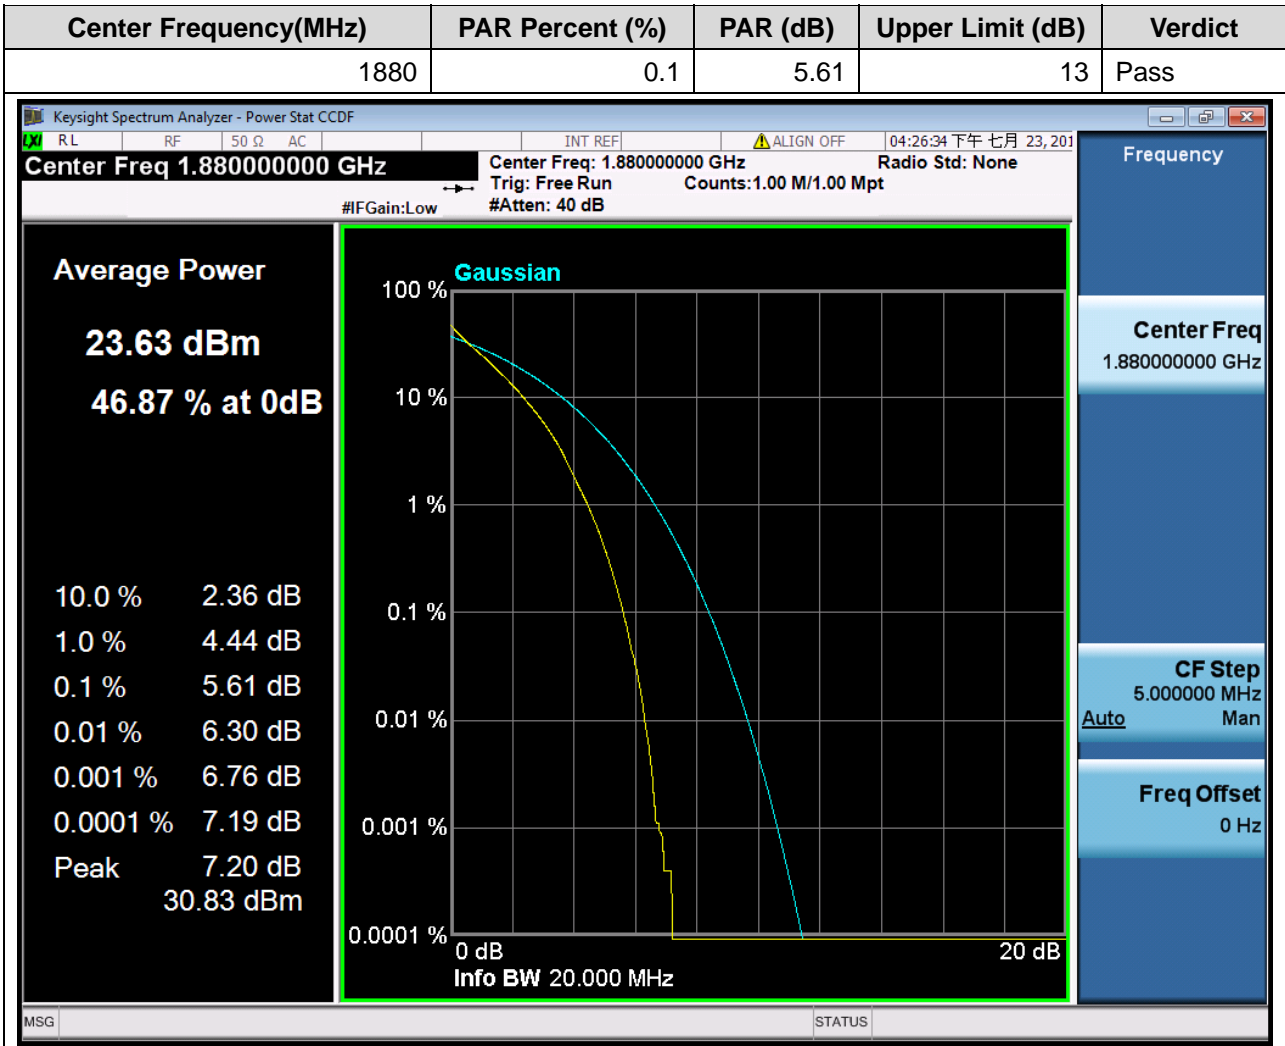 Center Frequency(MHz) PAR Percent (%) PAR (dB) Upper Limit (dB) Verdict
1880 0.1 5.61 13 Pass
Keysight Spectrum Analyzer - Power Stat CCDF
LXI RL RF 50 Ω AC INT REF ALIGN OFF 04:26:34 下午 七月 23, 201
Center Freq 1.880000000 GHz
Center Freq: 1.880000000 GHz Radio Std: None
Trig: Free Run Counts:1.00 M/1.00 Mpt
#IFGain:Low #Atten: 40 dB
Frequency
Average Power
23.63 dBm
46.87 % at 0dB
10.0 % 2.36 dB
1.0 % 4.44 dB
0.1 % 5.61 dB
0.01 % 6.30 dB
0.001 % 6.76 dB
0.0001 % 7.19 dB
Peak 7.20 dB
30.83 dBm
Gaussian
100 %
10 %
1 %
0.1 %
0.01 %
0.001 %
0.0001 %
0 dB 20 dB
Info BW 20.000 MHz
Center Freq
1.880000000 GHz
CF Step
5.000000 MHz
Auto Man
Freq Offset
0 Hz
MSG STATUS